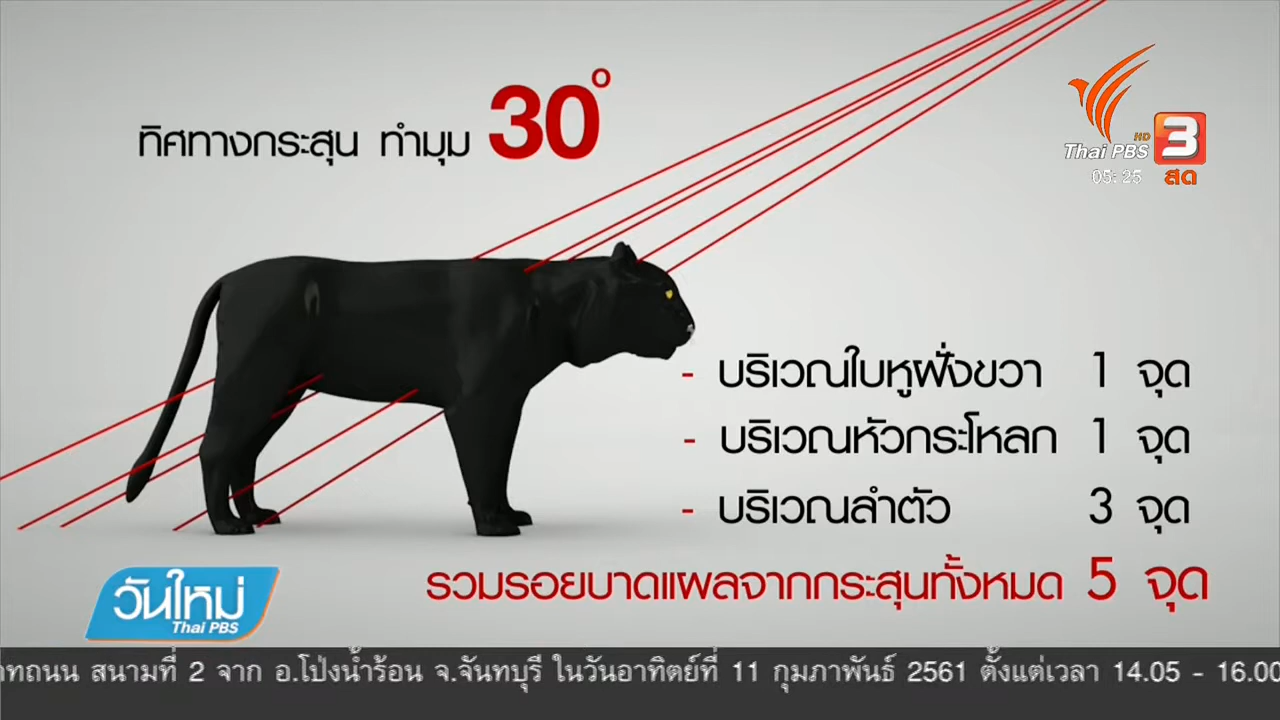 ทิศทางกระสุน ทำมุม 30°
HD
Thai PBS 3
05:25 สด
- บริเวณใบหูฝั่งขวา 1 จุด
- บริเวณหัวกระโหลก 1 จุด
- บริเวณลำตัว 3 จุด
รวมรอยบาดแผลจากกระสุนทั้งหมด 5 จุด
วันใหม่
Thai PBS
าทถนน สนามที่ 2 จาก อ.โป่งน้ำร้อน จ.จันทบุรี ในวันอาทิตย์ที่ 11 กุมภาพันธ์ 2561 ตั้งแต่เวลา 14.05 - 16.00